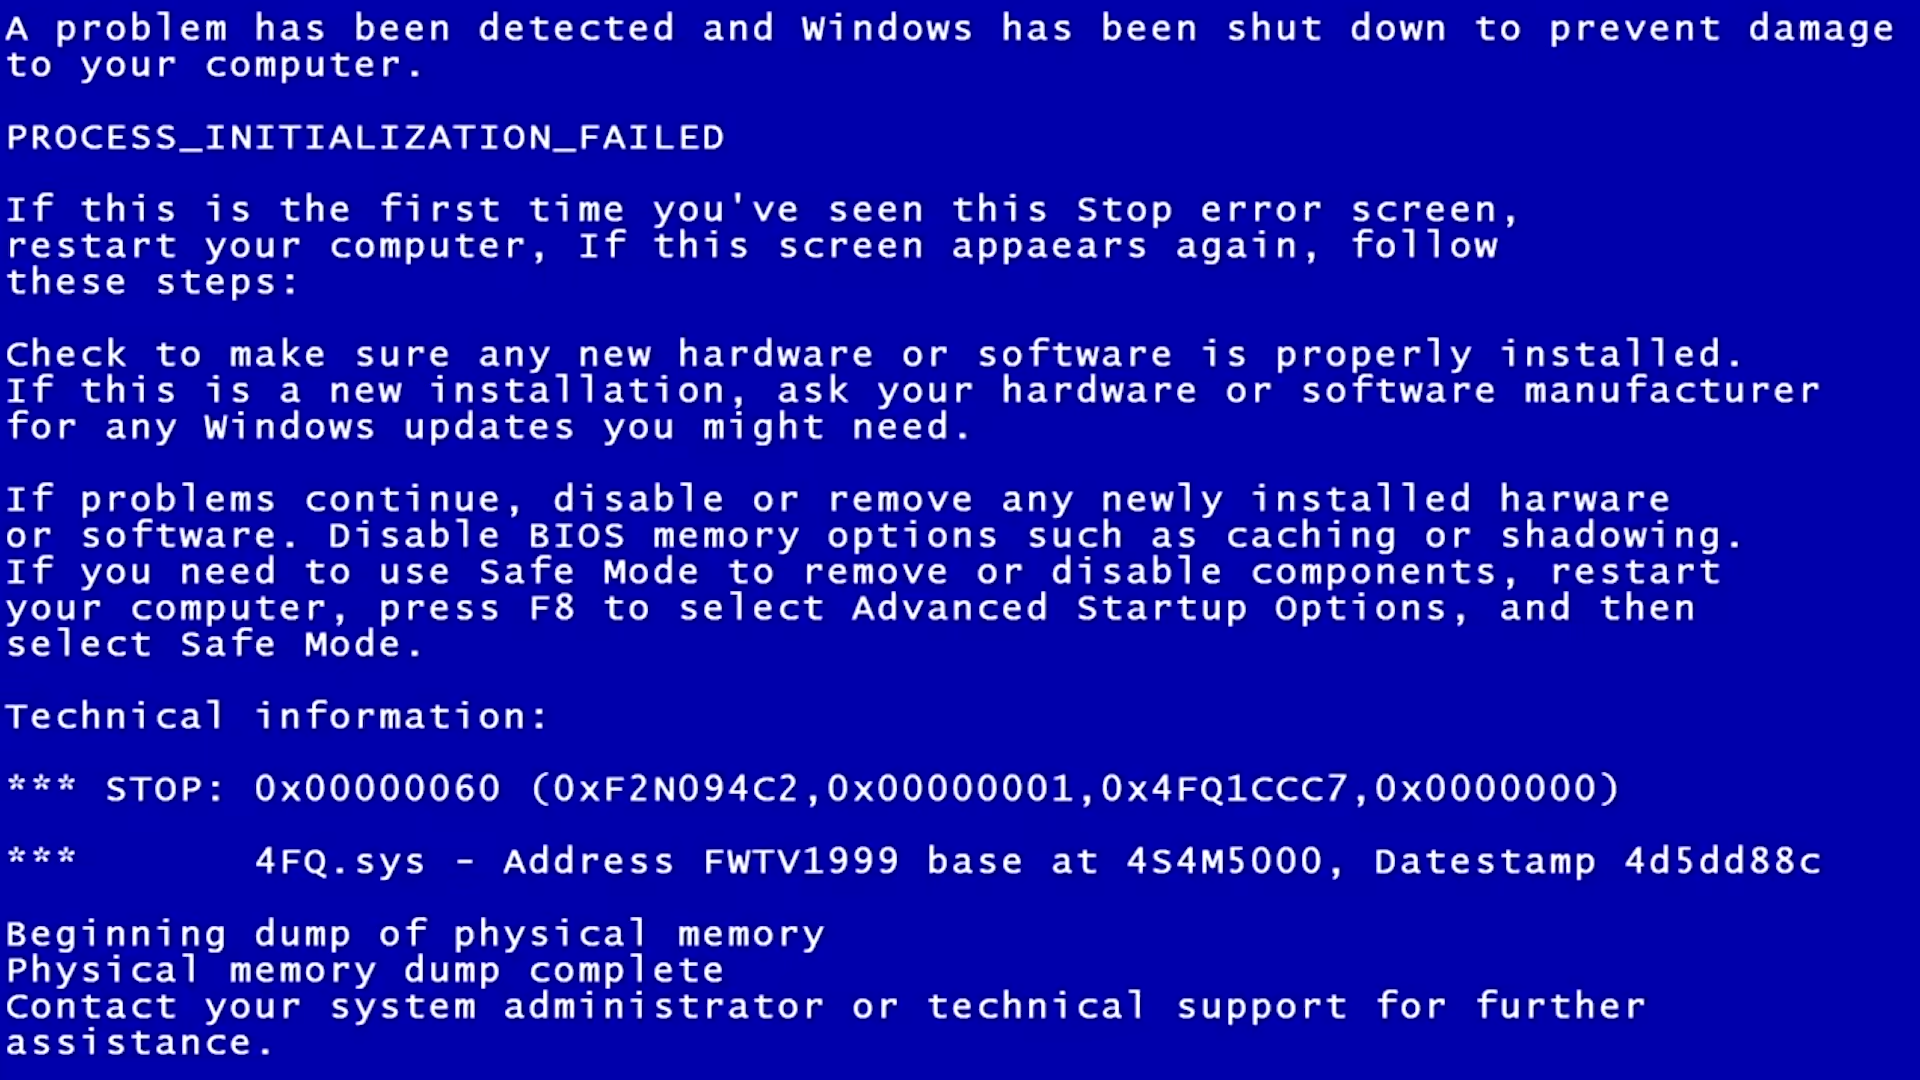 A problem has been detected and Windows has been shut down to prevent damage
to your computer.
PROCESS_INITIALIZATION_FAILED
If this is the first time you've seen this Stop error screen,
restart your computer, If this screen appaears again, follow
these steps:
Check to make sure any new hardware or software is properly installed.
If this is a new installation, ask your hardware or software manufacturer
for any Windows updates you might need.
If problems continue, disable or remove any newly installed harware
or software. Disable BIOS memory options such as caching or shadowing.
If you need to use Safe Mode to remove or disable components, restart
your computer, press F8 to select Advanced Startup Options, and then
select Safe Mode.
Technical information:
*** STOP: 0x00000060 (0xF2N094C2,0x00000001,0x4FQ1CCC7,0x0000000)
*** 4FQ.sys - Address FWTV1999 base at 4S4M5000, Datestamp 4d5dd88c
Beginning dump of physical memory
Physical memory dump complete
Contact your system administrator or technical support for further
assistance.